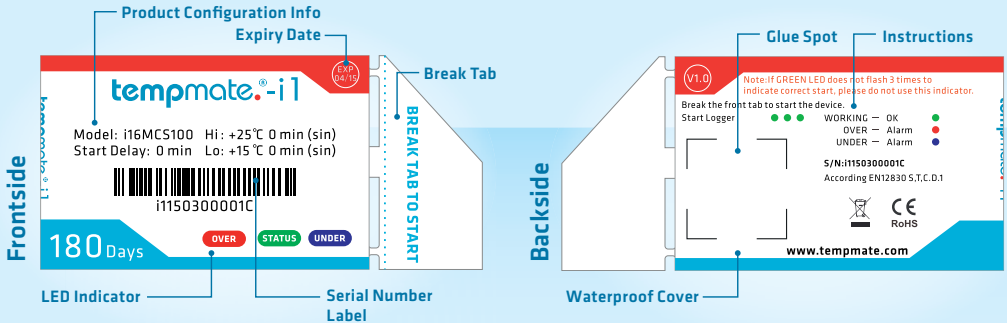 Product Configuration Info
Expiry Date
Break Tab
Frontside
EXP
04/15
tempmate.®-i1
tempmate.®-i1
Model: i16MCS100 Hi: +25℃ 0 min (sin)
Start Delay: 0 min Lo: +15℃ 0 min (sin)
i1150300001C
180 Days
OVER
STATUS
UNDER
BREAK TAB TO START
LED Indicator
Serial Number
Label
Glue Spot
Instructions
Backside
V1.0
Note:If GREEN LED does not flash 3 times to
indicate correct start, please do not use this indicator.
Break the front tab to start the device.
Start Logger
WORKING — OK
OVER — Alarm
UNDER — Alarm
S/N:i1150300001C
According EN12830 S,T,C.D.1
CE
RoHS
www.tempmate.com
Waterproof Cover